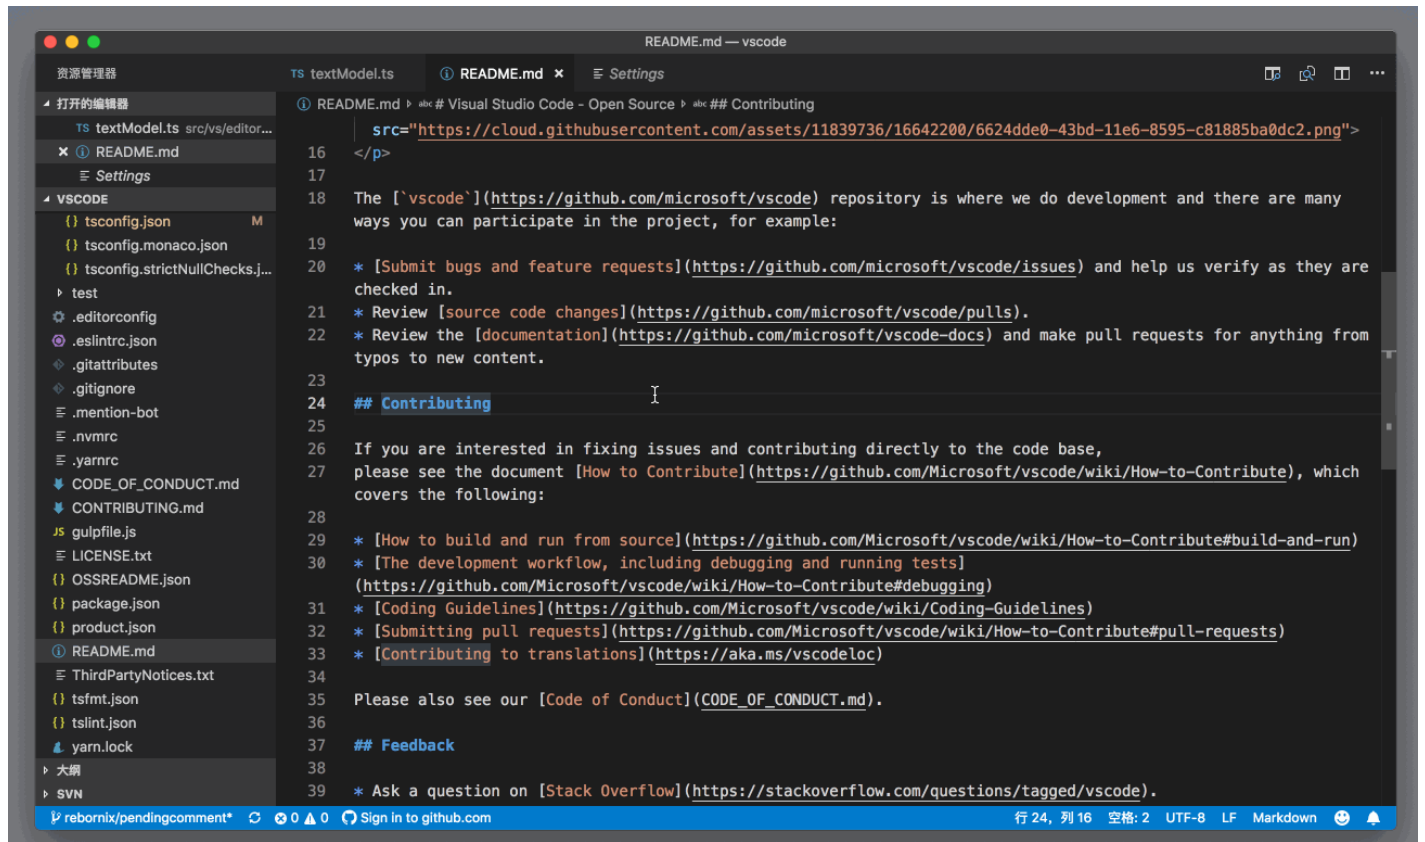 README.md — vscode
资源管理器
TS textModel.ts
README.md ×
Settings
打开的编辑器
README.md abc # Visual Studio Code - Open Source abc ## Contributing
TS textModel.ts src/vs/editor...
README.md
Settings
VSCODE
{} tsconfig.json M
{} tsconfig.monaco.json
{} tsconfig.strictNullChecks.j...
test
.editorconfig
.eslintrc.json
.gitattributes
.gitignore
.mention-bot
.nvmrc
.yarnrc
CODE_OF_CONDUCT.md
CONTRIBUTING.md
JS gulpfile.js
LICENSE.txt
{} OSSREADME.json
{} package.json
{} product.json
README.md
ThirdPartyNotices.txt
{} tsfmt.json
{} tslint.json
yarn.lock
大纲
SVN
src="https://cloud.githubusercontent.com/assets/11839736/16642200/6624dde0-43bd-11e6-8595-c81885ba0dc2.png">
16 </p>
17
18 The [`vscode`](https://github.com/microsoft/vscode) repository is where we do development and there are many
ways you can participate in the project, for example:
19
20 * [Submit bugs and feature requests](https://github.com/microsoft/vscode/issues) and help us verify as they are
checked in.
21 * Review [source code changes](https://github.com/microsoft/vscode/pulls).
22 * Review the [documentation](https://github.com/microsoft/vscode-docs) and make pull requests for anything from
typos to new content.
23
24 ## Contributing
25
26 If you are interested in fixing issues and contributing directly to the code base,
27 please see the document [How to Contribute](https://github.com/Microsoft/vscode/wiki/How-to-Contribute), which
covers the following:
28
29 * [How to build and run from source](https://github.com/Microsoft/vscode/wiki/How-to-Contribute#build-and-run)
30 * [The development workflow, including debugging and running tests]
(https://github.com/Microsoft/vscode/wiki/How-to-Contribute#debugging)
31 * [Coding Guidelines](https://github.com/Microsoft/vscode/wiki/Coding-Guidelines)
32 * [Submitting pull requests](https://github.com/Microsoft/vscode/wiki/How-to-Contribute#pull-requests)
33 * [Contributing to translations](https://aka.ms/vscodeloc)
34
35 Please also see our [Code of Conduct](CODE_OF_CONDUCT.md).
36
37 ## Feedback
38
39 * Ask a question on [Stack Overflow](https://stackoverflow.com/questions/tagged/vscode).
rebornix/pendingcomment* 0 0 Sign in to github.com
行 24，列 16 空格: 2 UTF-8 LF Markdown